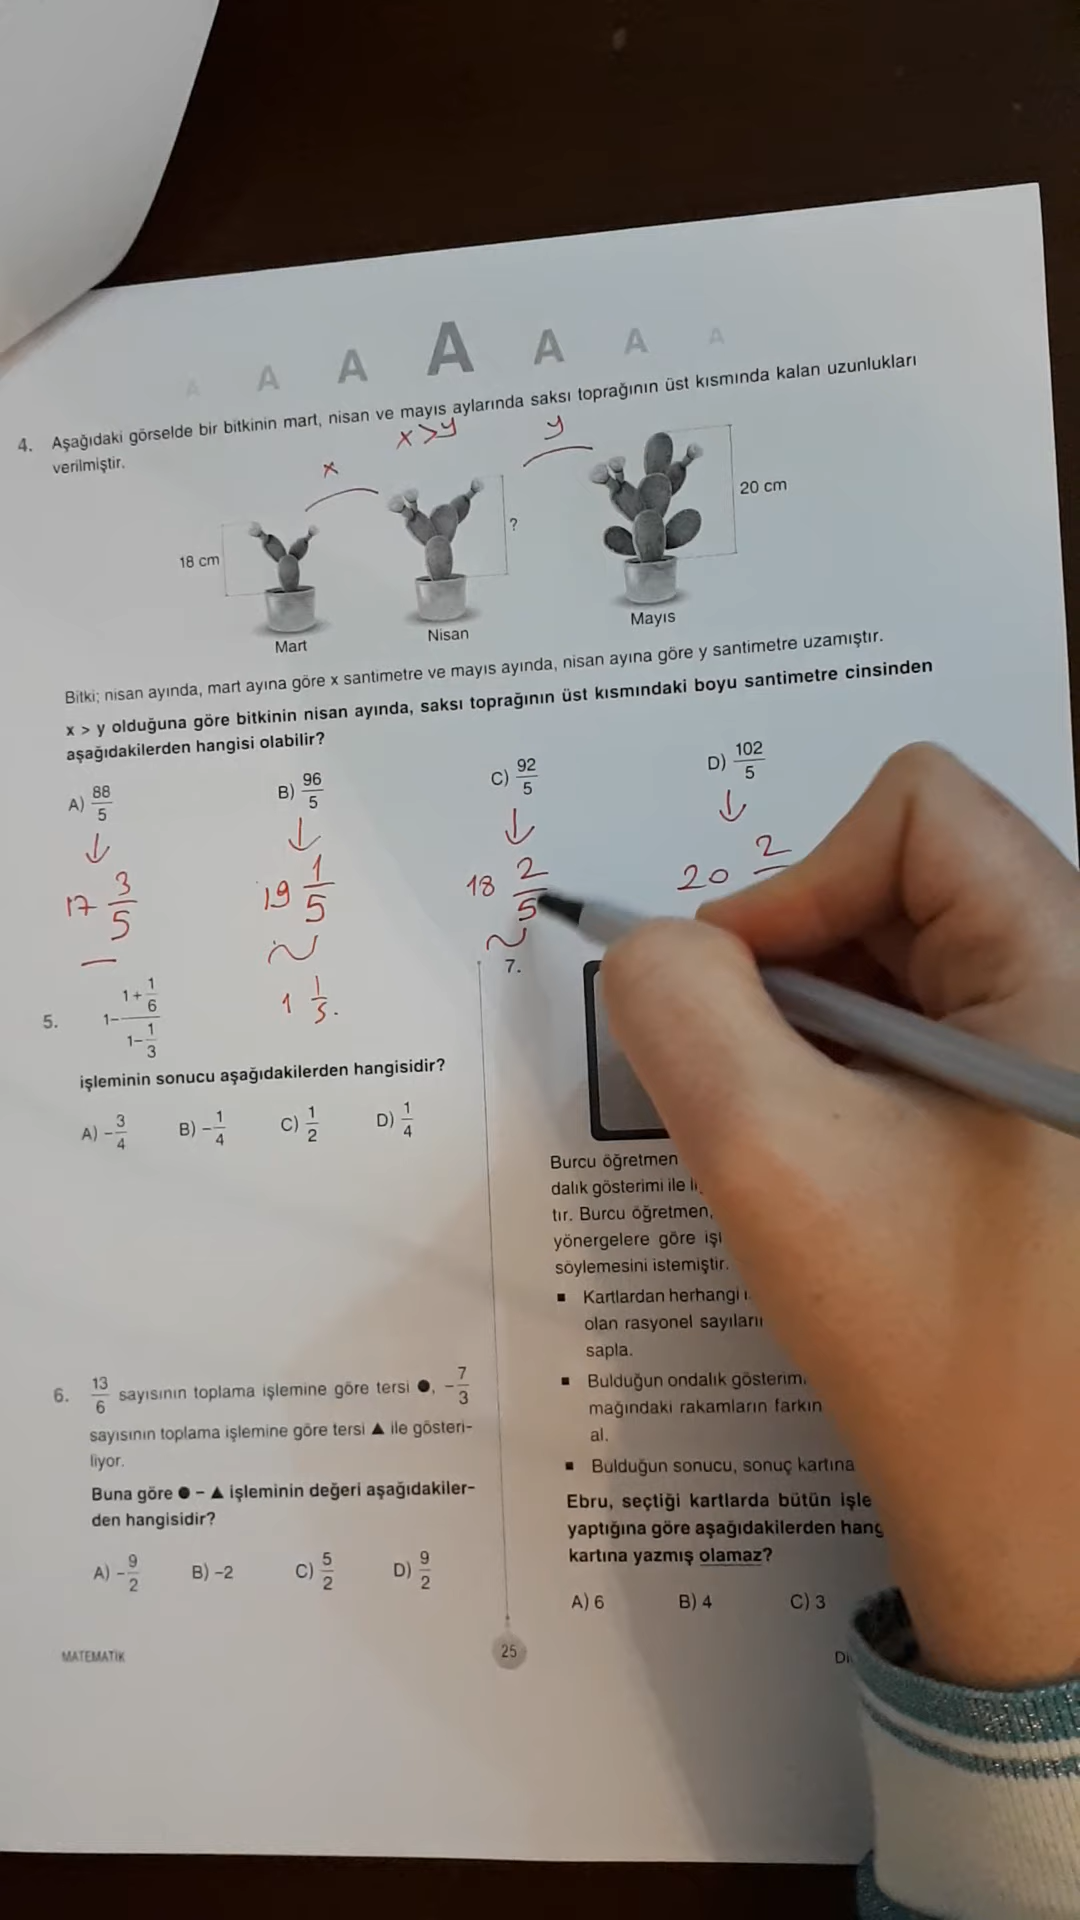 A A A A A A A
4. Aşağıdaki görselde bir bitkinin mart, nisan ve mayıs aylarında saksı toprağının üst kısmında kalan uzunlukları
verilmiştir.
x x>y y
18 cm ? 20 cm
Mart Nisan Mayıs
Bitki; nisan ayında, mart ayına göre x santimetre ve mayıs ayında, nisan ayına göre y santimetre uzamıştır.
x > y olduğuna göre bitkinin nisan ayında, saksı toprağının üst kısmındaki boyu santimetre cinsinden
aşağıdakilerden hangisi olabilir?
A) 88/5 B) 96/5 C) 92/5 D) 102/5
↓ ↓ ↓ ↓
17 3/5 19 1/5 18 2/5 20 2
1 1/5.
5. 1-(1+1/6)/(1-1/3)
işleminin sonucu aşağıdakilerden hangisidir?
A) -3/4 B) -1/4 C) 1/2 D) 1/4
6. 13/6 sayısının toplama işlemine göre tersi ●, -7/3
sayısının toplama işlemine göre tersi ▲ ile gösteri-
liyor.
Buna göre ● - ▲ işleminin değeri aşağıdakiler-
den hangisidir?
A) -9/2 B) -2 C) 5/2 D) 9/2
7.
Burcu öğretmen
dalık gösterimi ile
tır. Burcu öğretmen,
yönergelere göre
söylemesini istemiştir.
▪ Kartlardan herhangi
olan rasyonel
sapla.
▪ Bulduğun ondalık
mağındaki rakamların
al.
▪ Bulduğun sonucu, sonuç kartına
Ebru, seçtiği kartlarda bütün
yaptığına göre aşağıdakilerden
kartına yazmış olamaz?
A) 6 B) 4 C) 3
MATEMATİK 25